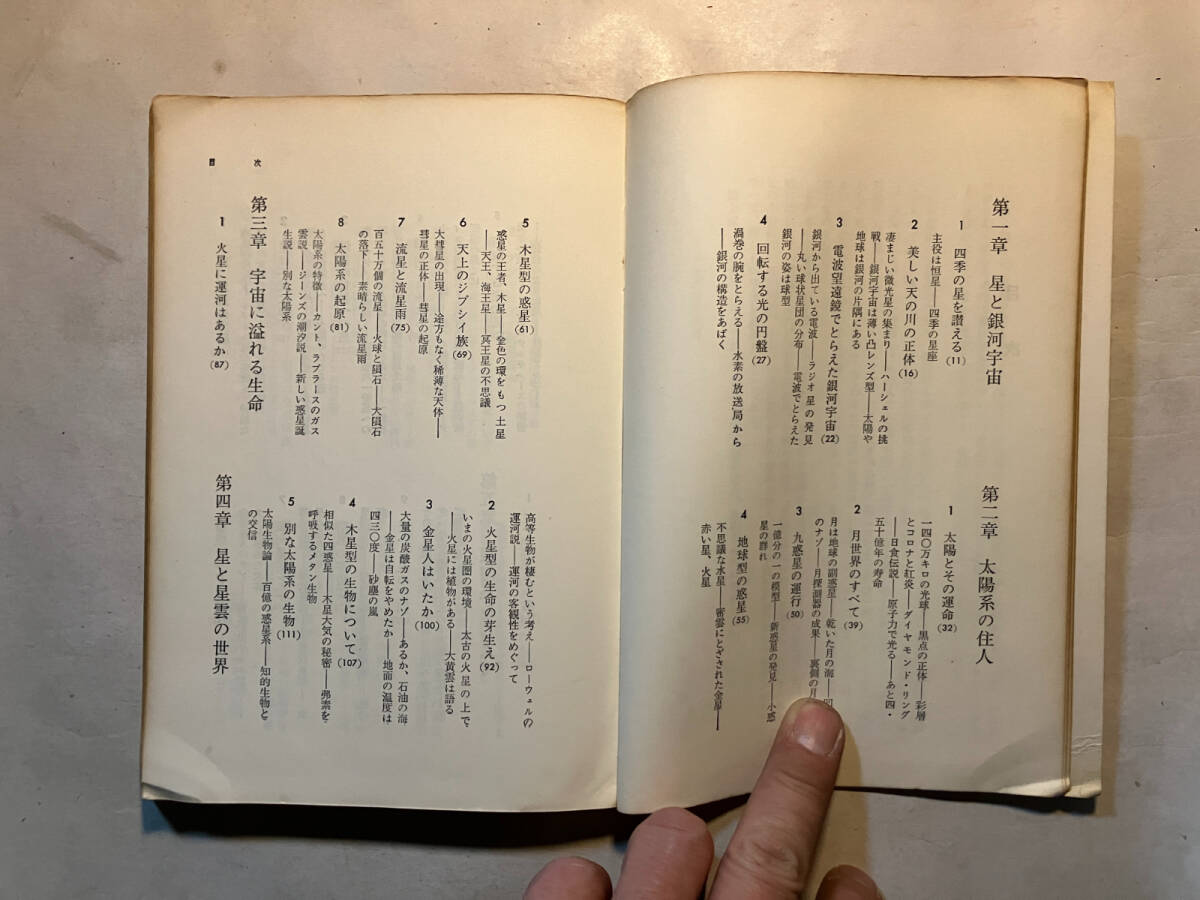 第一章　星と銀河宇宙
1　四季の星を讃える(11)
主役は恒星――四季の星座
2　美しい天の川の正体(16)
凄まじい微光星の集まり――ハーシェルの挑
戦――銀河宇宙は薄い凸レンズ型――太陽や
地球は銀河の片隅にある
3　電波望遠鏡でとらえた銀河宇宙(22)
銀河から出ている電波――ラジオ星の発見
――丸い球状星団の分布――電波でとらえた
銀河の姿は球型
4　回転する光の円盤(27)
渦巻の腕をとらえる――水素の放送局から
――銀河の構造をあばく
第二章　太陽系の住人
1　太陽とその運命(32)
一四〇万キロの光球――黒点の正体――彩層
とコロナと紅炎――ダイヤモンド・リング
――日食伝説――原子力で光る――あと四・
五十億年の寿命
2　月世界のすべて(39)
月は地球の副惑星――乾いた月の海――
のナゾ――月探測器の成果――裏側の月
3　九惑星の運行(50)
一億分の一の模型――新惑星の発見――小惑
星の群れ
4　地球型の惑星(55)
不思議な水星――密雲にとざされた金星――
赤い星、火星
目次
5　木星型の惑星(61)
惑星の王者、木星――金色の環をもつ土星
――天王、海王星――冥王星の不思議
6　天上のジプシイ族(69)
大彗星の出現――途方もなく稀薄な天体――
彗星の正体――彗星の起原
7　流星と流星雨(75)
百五十万個の流星――火球と隕石――大隕石
の落下――素晴らしい流星雨
8　太陽系の起原(81)
太陽系の特徴――カント、ラプラースのガス
雲説――ジーンズの潮汐説――新しい惑星誕
生説――別な太陽系
第三章　宇宙に溢れる生命
1　火星に運河はあるか(87)
高等生物が棲むという考え――ローウェルの
運河説――運河の客観性をめぐって
2　火星型の生命の芽生え(92)
いまの火星圏の環境――太古の火星の上で
――火星には植物がある――大黄雲は語る
3　金星人はいたか(100)
大量の炭酸ガスのナゾ――あるか、石油の海
――金星は自転をやめたか――地面の温度は
四三〇度――砂塵の嵐
4　木星型の生物について(107)
相似た四惑星――木星大気の秘密――弗素を
呼吸するメタン生物
5　別な太陽系の生物(111)
太陽生物論――百億の惑星系――知的生物と
の交信
第四章　星と星雲の世界